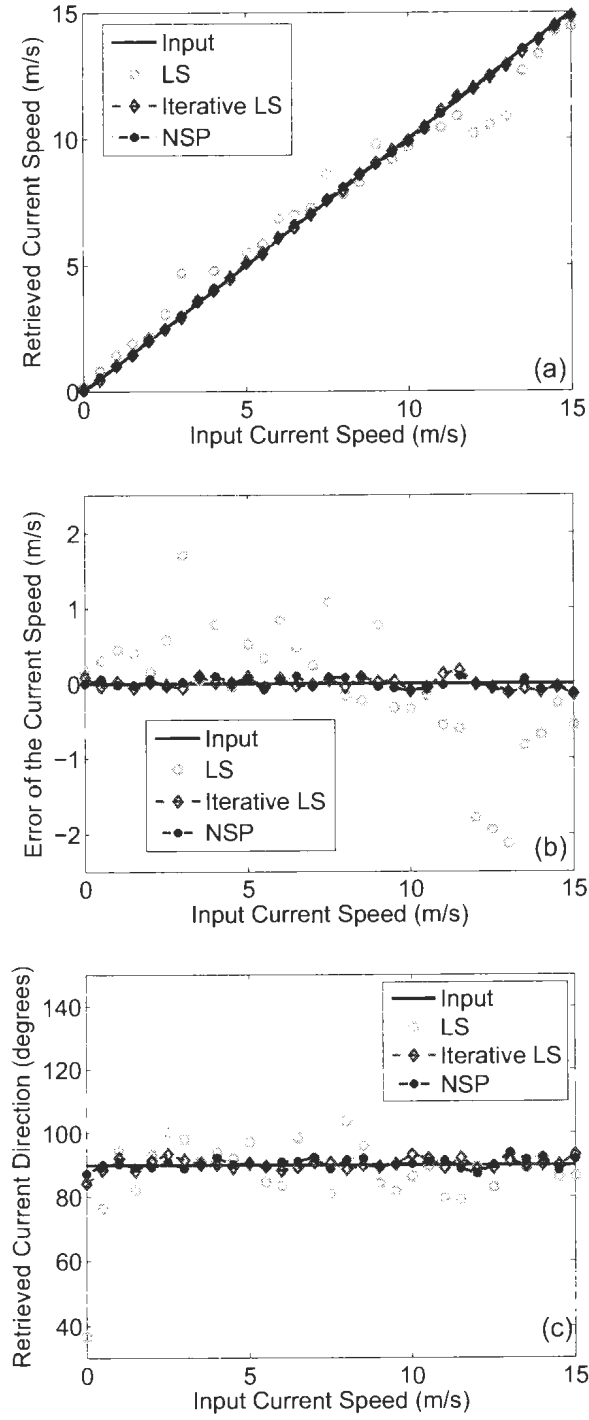 15
10
5
0
Retrieved Current Speed (m/s)
Input
LS
Iterative LS
NSP
(a)
0 5 10 15
Input Current Speed (m/s)
2
1
0
−1
−2
Error of the Current Speed (m/s)
Input
LS
Iterative LS
NSP
(b)
0 5 10 15
Input Current Speed (m/s)
140
120
100
80
60
40
Retrieved Current Direction (degrees)
Input
LS
Iterative LS
NSP
(c)
0 5 10 15
Input Current Speed (m/s)